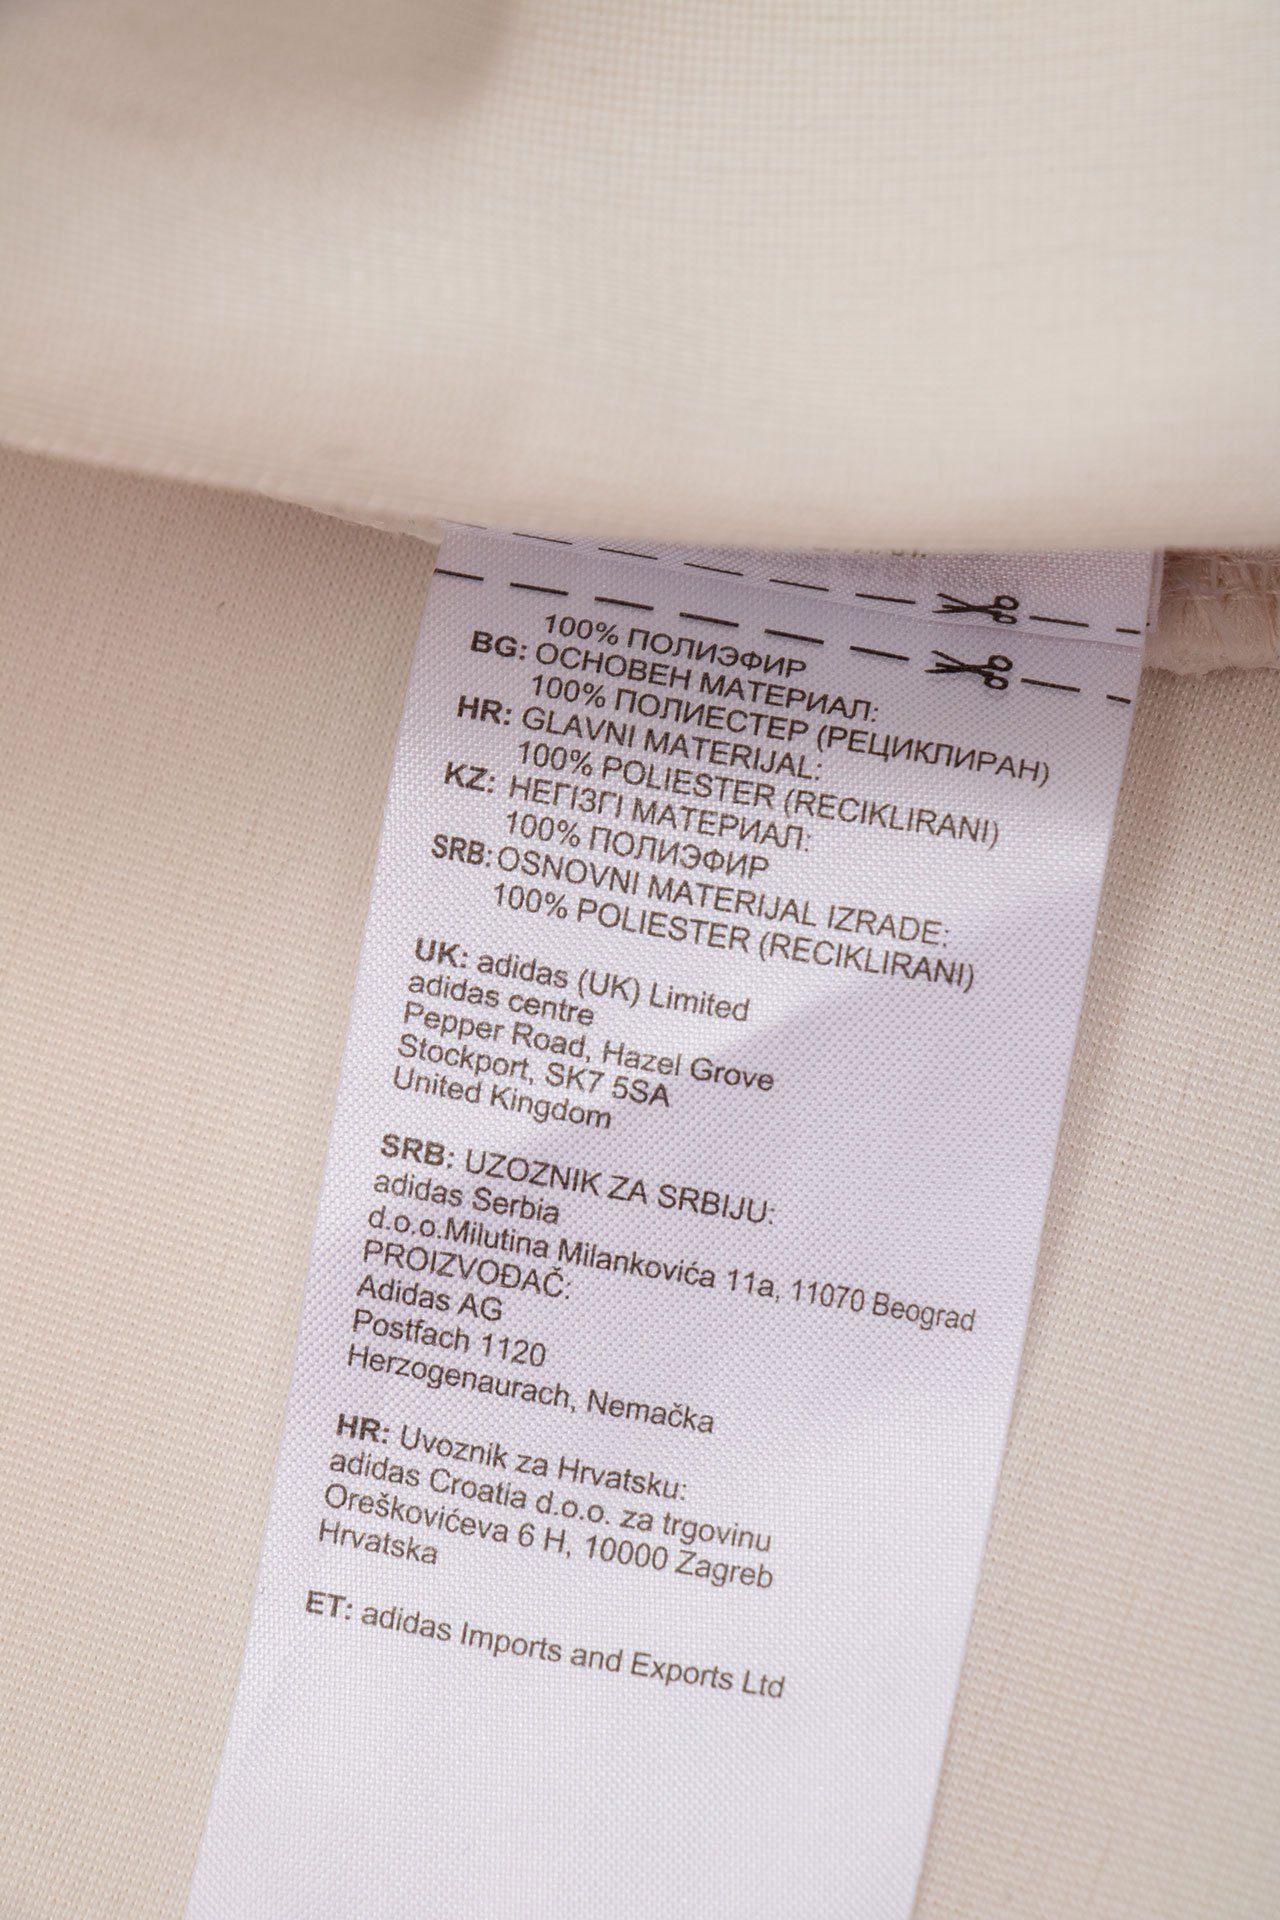 100% ПОЛИЭФИР
BG: ОСНОВЕН МАТЕРИАЛ:
100% ПОЛИЕСТЕР (РЕЦИКЛИРАН)
HR: GLAVNI MATERIJAL:
100% POLIESTER (RECIKLIRANI)
KZ: НЕГІЗГІ МАТЕРИАЛ:
100% ПОЛИЭФИР
SRB: OSNOVNI MATERIJAL IZRADE:
100% POLIESTER (RECIKLIRANI)
UK: adidas (UK) Limited
adidas centre
Pepper Road, Hazel Grove
Stockport, SK7 5SA
United Kingdom
SRB: UZOZNIK ZA SRBIJU:
adidas Serbia
d.o.o.Milutina Milankovića 11a, 11070 Beograd
PROIZVOĐAČ:
Adidas AG
Postfach 1120
Herzogenaurach, Nemačka
HR: Uvoznik za Hrvatsku:
adidas Croatia d.o.o. za trgovinu
Oreškovićeva 6 H, 10000 Zagreb
Hrvatska
ET: adidas Imports and Exports Ltd